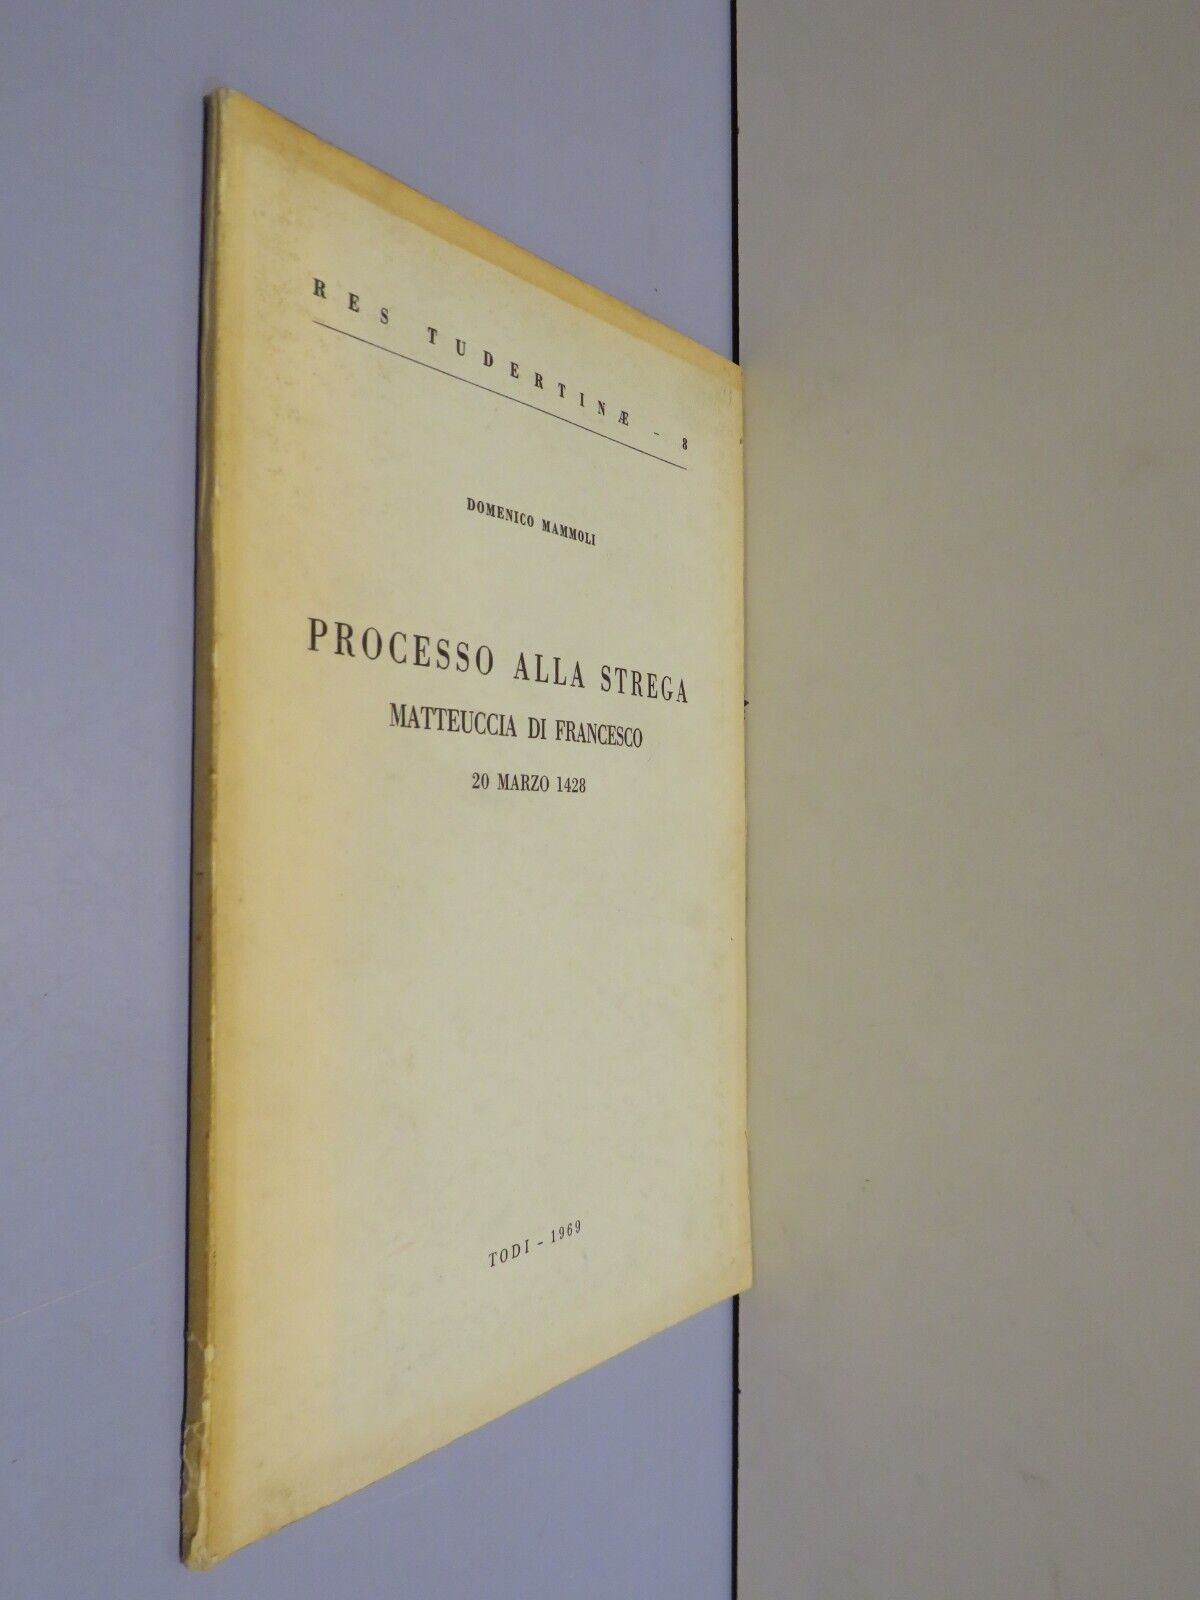 RES TUDERTINÆ - 8
DOMENICO MAMMOLI
PROCESSO ALLA STREGA
MATTEUCCIA DI FRANCESCO
20 MARZO 1428
TODI - 1969